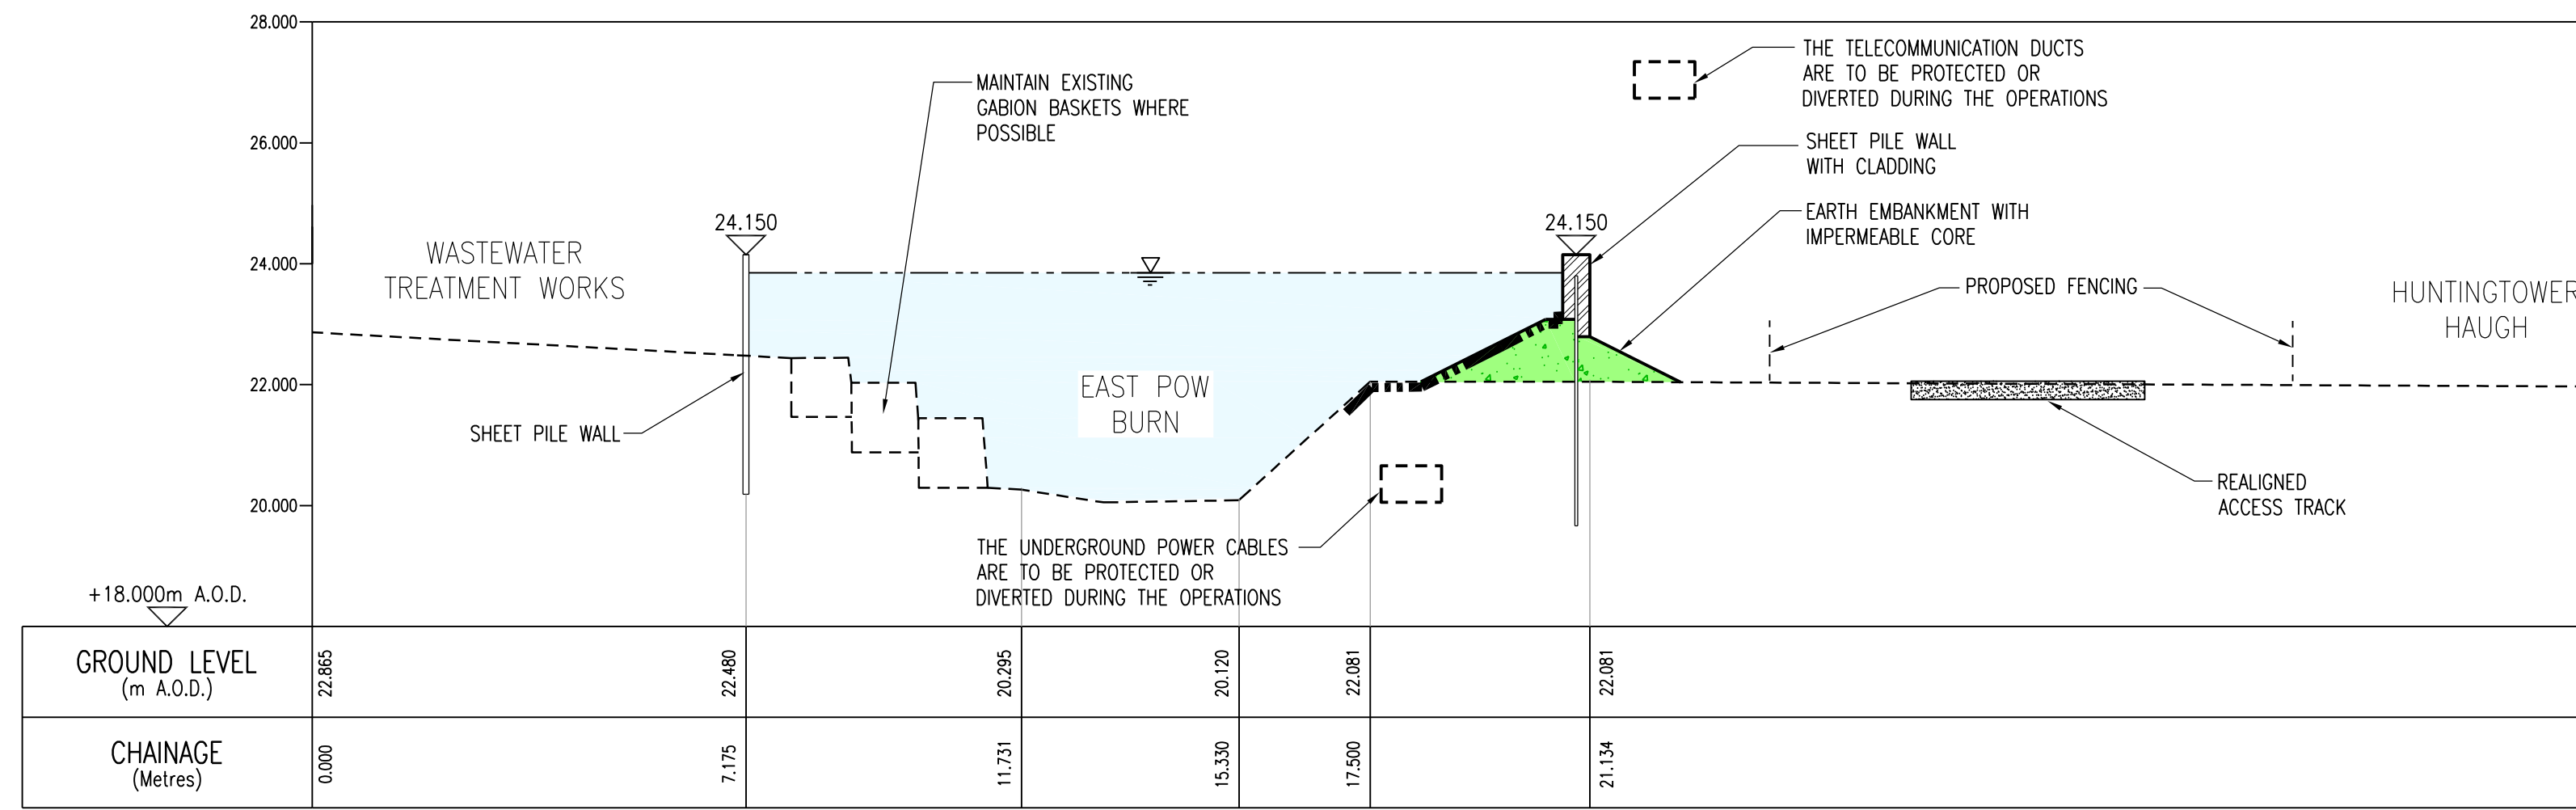 28.000
26.000
24.000
22.000
20.000
THE TELECOMMUNICATION DUCTS
ARE TO BE PROTECTED OR
DIVERTED DURING THE OPERATIONS
MAINTAIN EXISTING
GABION BASKETS WHERE
POSSIBLE
SHEET PILE WALL
WITH CLADDING
EARTH EMBANKMENT WITH
IMPERMEABLE CORE
24.150
24.150
WASTEWATER
TREATMENT WORKS
PROPOSED FENCING
HUNTINGTOWER
HAUGH
EAST POW
BURN
SHEET PILE WALL
REALIGNED
ACCESS TRACK
THE UNDERGROUND POWER CABLES
ARE TO BE PROTECTED OR
DIVERTED DURING THE OPERATIONS
+18.000m A.O.D.
GROUND LEVEL
(m A.O.D.)
22.865
22.480
20.295
20.120
22.081
22.081
CHAINAGE
(Metres)
0.000
7.175
11.731
15.330
17.500
21.134